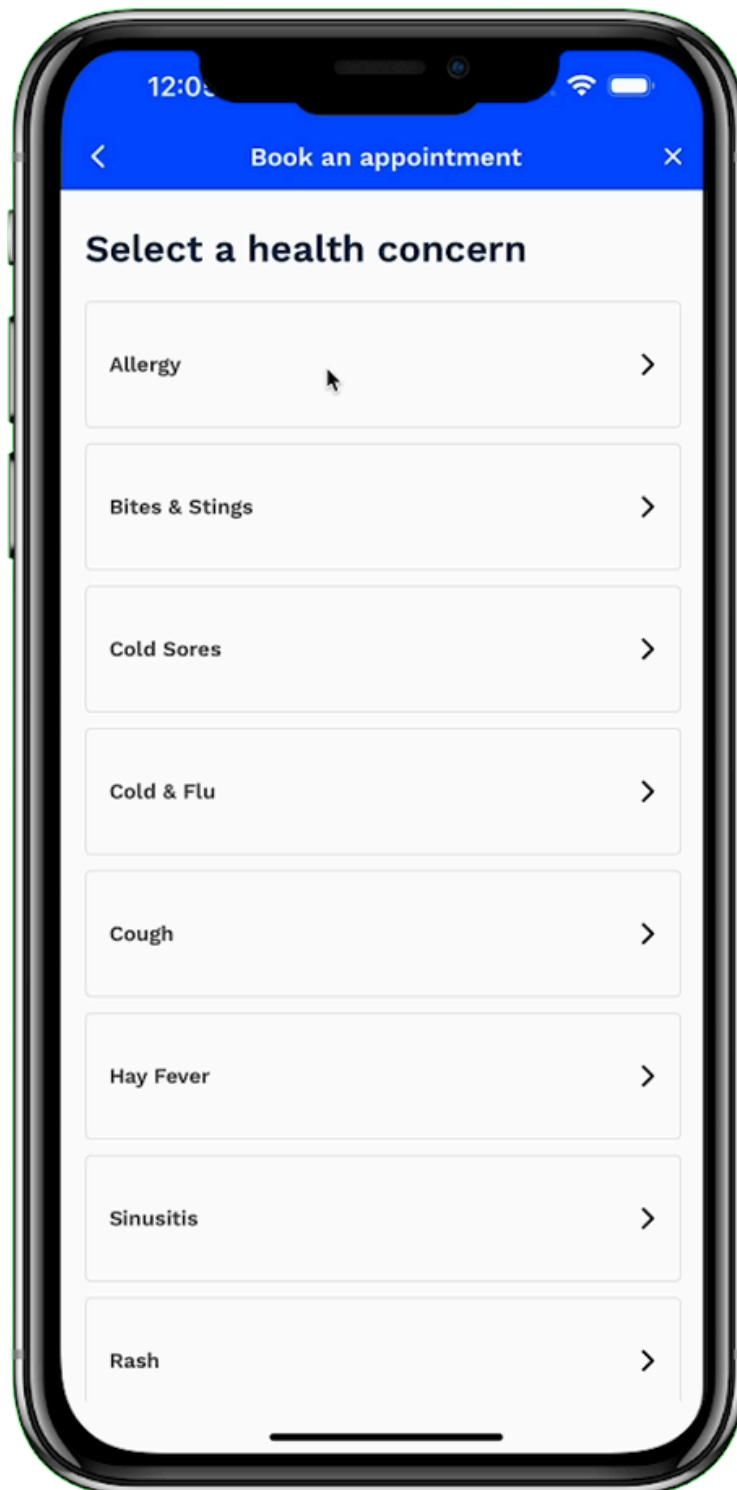 Book an appointment
Select a health concern
Allergy
Bites & Stings
Cold Sores
Cold & Flu
Cough
Hay Fever
Sinusitis
Rash